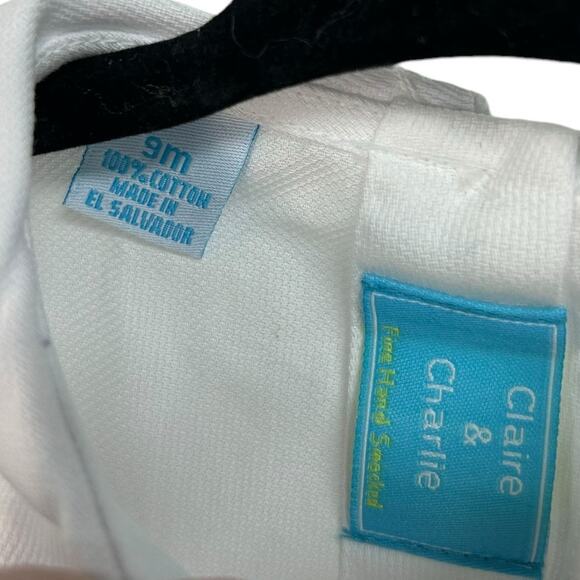 9m
100% COTTON
MADE IN
EL SALVADOR
Claire
&
Charlie
Fine Hand Smocked